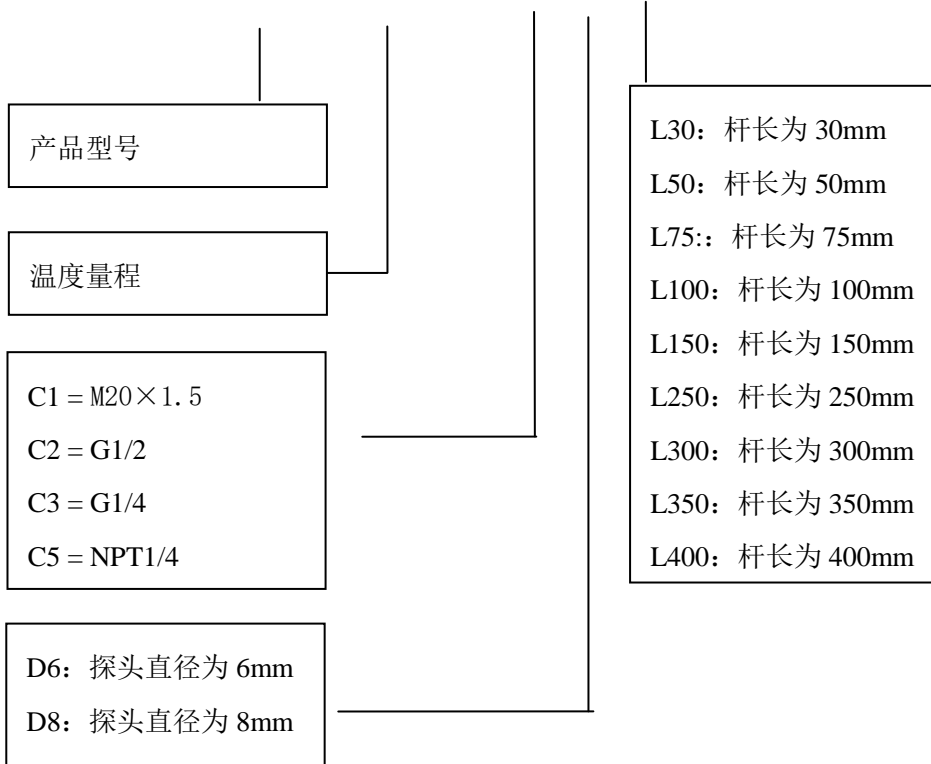 产品型号
温度量程
C1 = M20×1.5
C2 = G1/2
C3 = G1/4
C5 = NPT1/4
D6：探头直径为 6mm
D8：探头直径为 8mm
L30：杆长为 30mm
L50：杆长为 50mm
L75:：杆长为 75mm
L100：杆长为 100mm
L150：杆长为 150mm
L250：杆长为 250mm
L300：杆长为 300mm
L350：杆长为 350mm
L400：杆长为 400mm